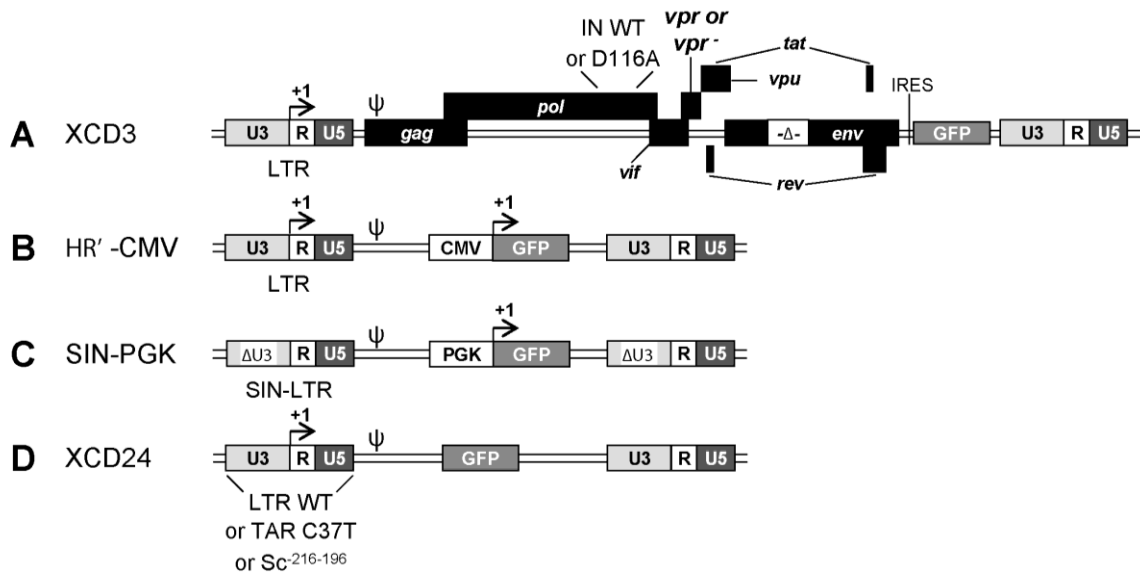 IN WT
or D116A
vpr or
vpr -
tat
vpu
IRES
+1
ψ
pol
A XCD3 U3 R U5 gag -Δ- env GFP U3 R U5
LTR
vif
rev
+1 +1
ψ
B HR′ -CMV U3 R U5 CMV GFP U3 R U5
LTR
+1
ψ
C SIN-PGK ΔU3 R U5 PGK GFP ΔU3 R U5
SIN-LTR
+1
ψ
D XCD24 U3 R U5 GFP U3 R U5
LTR WT
or TAR C37T
or Sc-216-196